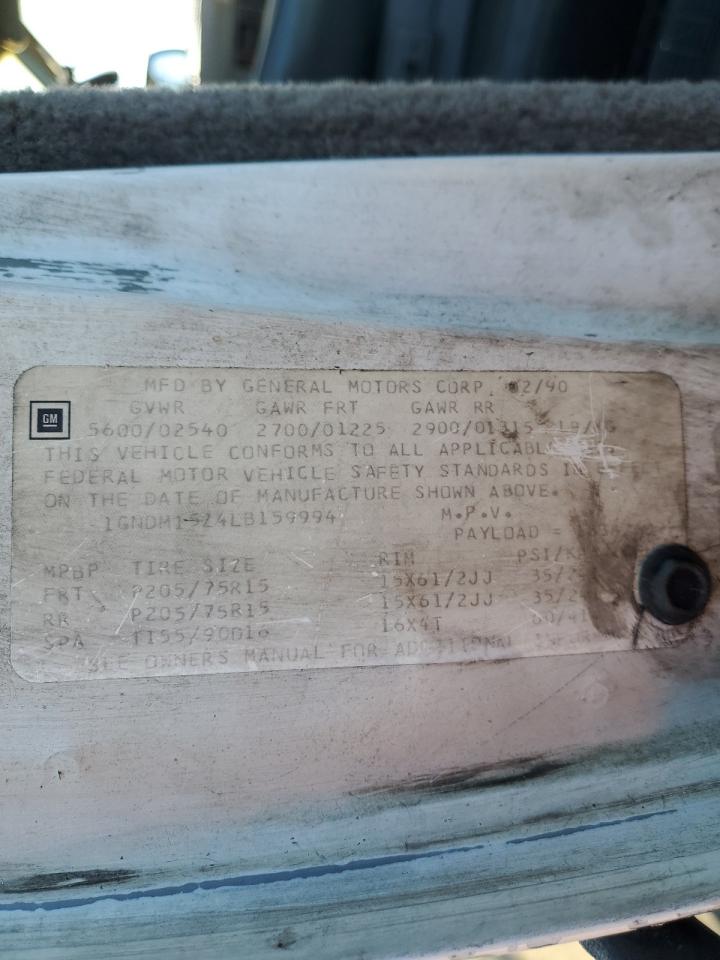 MFD BY GENERAL MOTORS CORP. 02/90
GM
GVWR GAWR FRT GAWR RR
5600/02540 2700/01225 2900/01315
THIS VEHICLE CONFORMS TO ALL APPLICABLE
FEDERAL MOTOR VEHICLE SAFETY STANDARDS IN
ON THE DATE OF MANUFACTURE SHOWN ABOVE.
1GNDM15Z4LB159994 M.P.V.
PAYLOAD =
MPBP TIRE SIZE RIM
FRT P205/75R15 15X61/2JJ
RR P205/75R15 15X61/2JJ
SPA T155/90D16 16X4T
SEE OWNERS MANUAL FOR